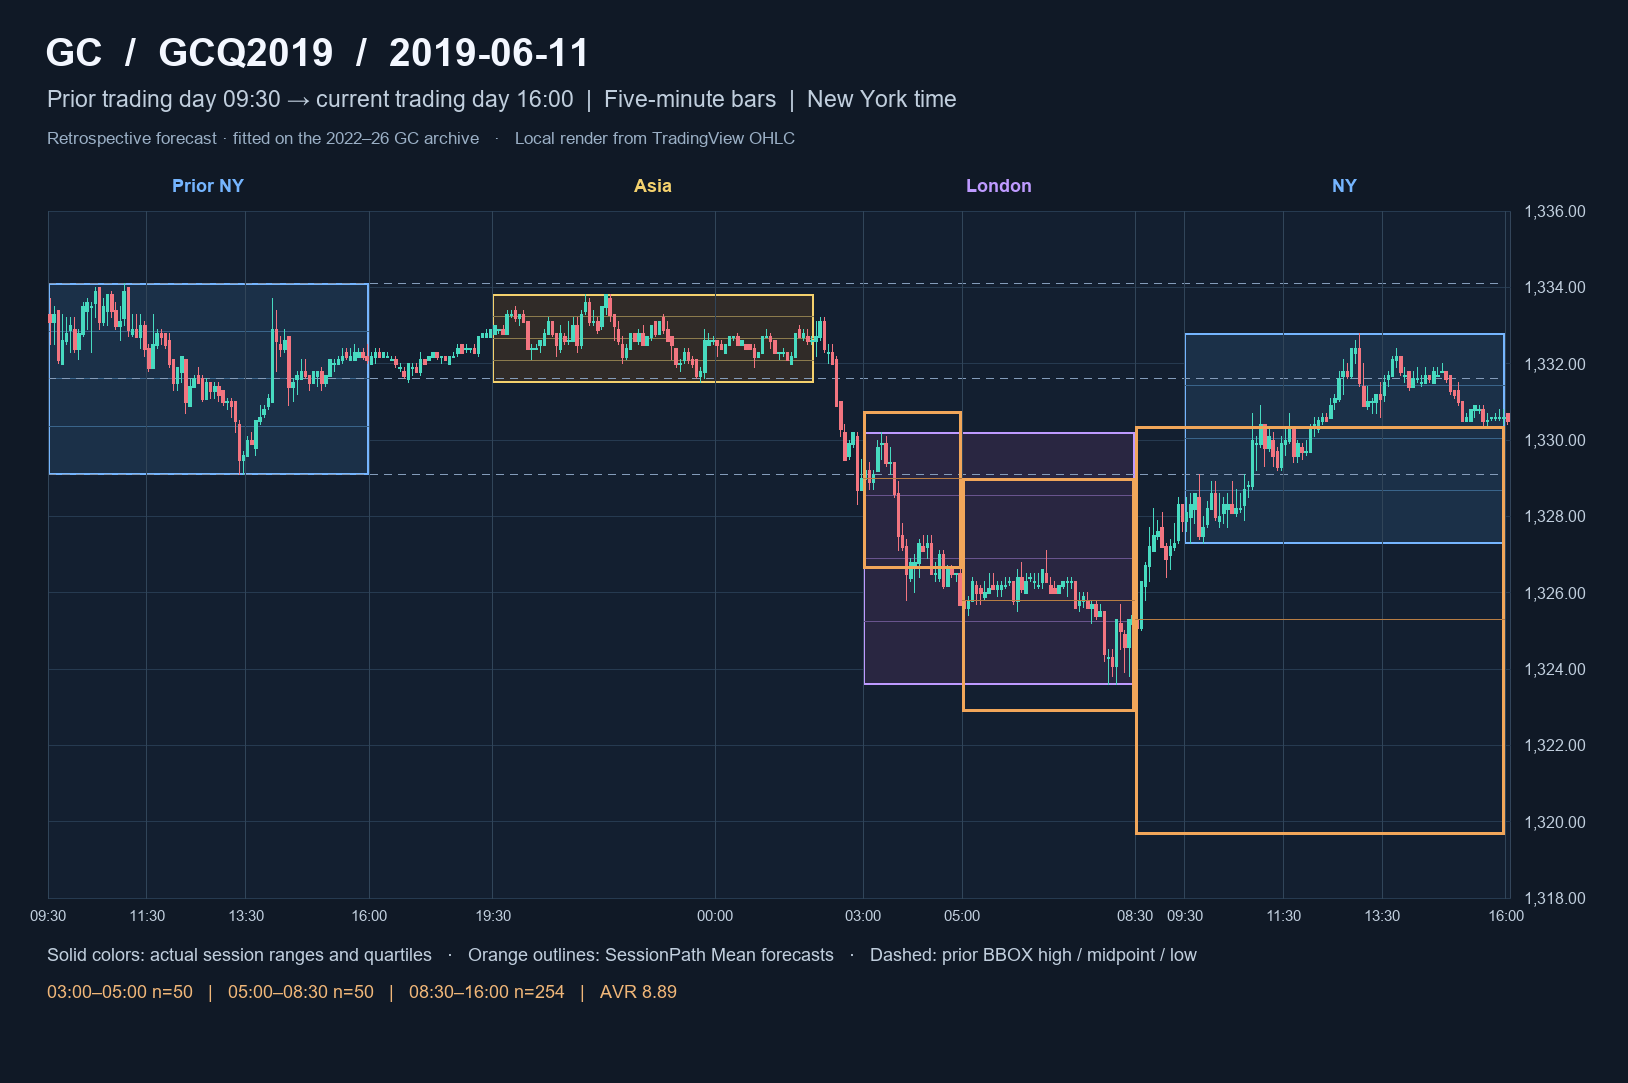 GC / GCQ2019 / 2019-06-11
Prior trading day 09:30 → current trading day 16:00 | Five-minute bars | New York time
Retrospective forecast · fitted on the 2022–26 GC archive · Local render from TradingView OHLC
Prior NY Asia London NY
1,336.00
1,334.00
1,332.00
1,330.00
1,328.00
1,326.00
1,324.00
1,322.00
1,320.00
1,318.00
09:30 11:30 13:30 16:00 19:30 00:00 03:00 05:00 08:30 09:30 11:30 13:30 16:00
Solid colors: actual session ranges and quartiles · Orange outlines: SessionPath Mean forecasts · Dashed: prior BBOX high / midpoint / low
03:00–05:00 n=50 | 05:00–08:30 n=50 | 08:30–16:00 n=254 | AVR 8.89